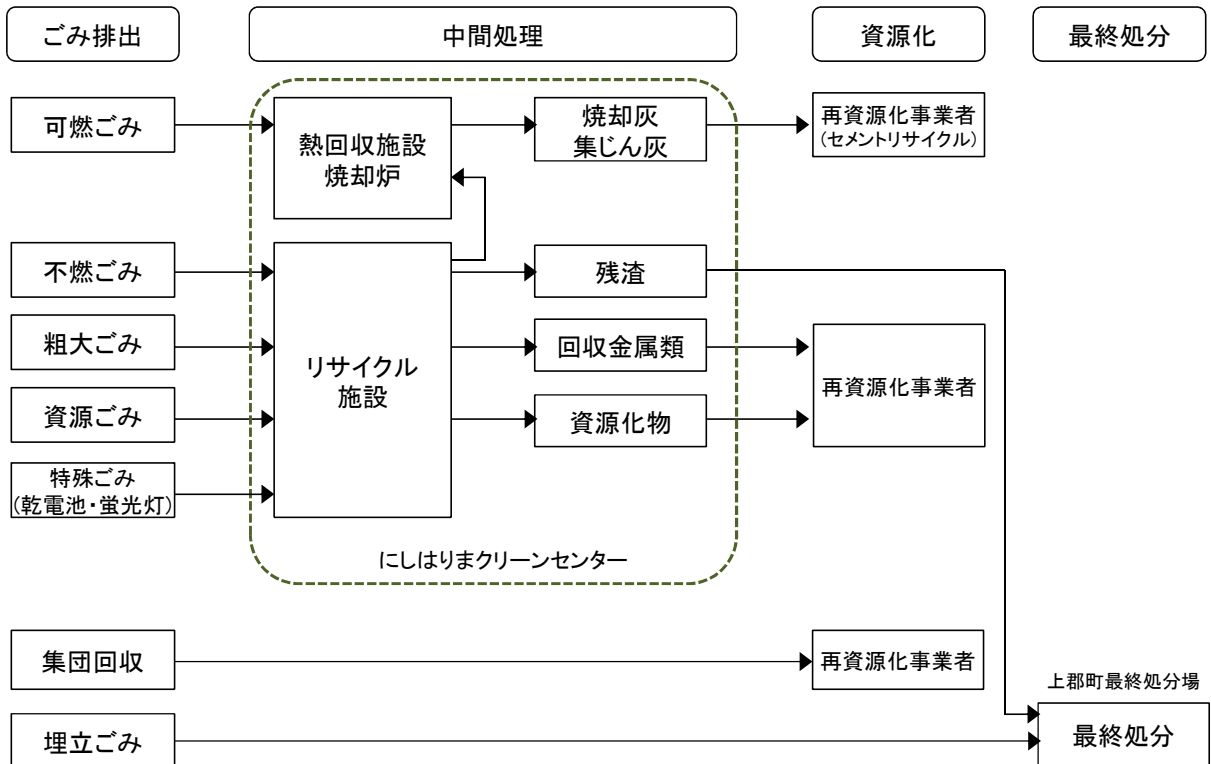 ごみ排出
中間処理
資源化
最終処分
可燃ごみ
熱回収施設
焼却炉
焼却灰
集じん灰
再資源化事業者
(セメントリサイクル)
不燃ごみ
粗大ごみ
資源ごみ
特殊ごみ
(乾電池・蛍光灯)
リサイクル
施設
残渣
回収金属類
資源化物
再資源化事業者
にしはりまクリーンセンター
集団回収
再資源化事業者
埋立ごみ
上郡町最終処分場
最終処分